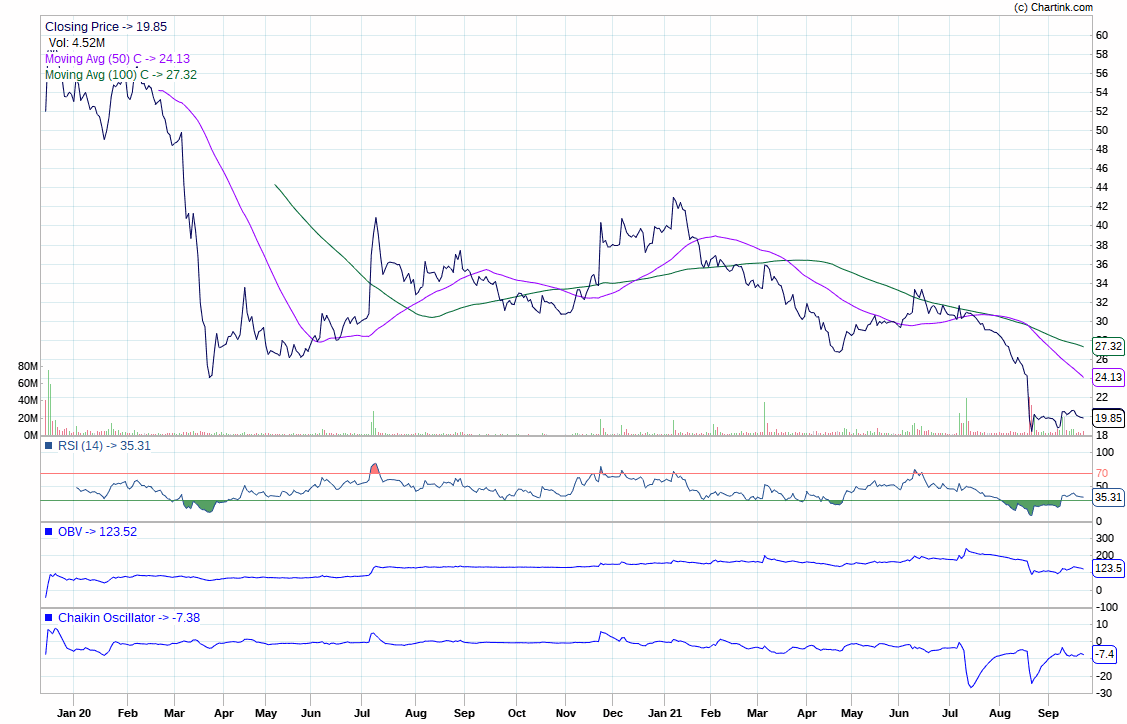 (c) Chartink.com
Closing Price -> 19.85
Vol: 4.52M
Moving Avg (50) C -> 24.13
Moving Avg (100) C -> 27.32
60
58
56
54
52
50
48
46
44
42
40
38
36
34
32
30
27.32
26
24.13
22
19.85
18
80M
60M
40M
20M
0M
RSI (14) -> 35.31
100
70
50
35.31
0
OBV -> 123.52
300
200
123.5
0
-100
Chaikin Oscillator -> -7.38
10
0
-7.4
-20
-30
Jan 20 Feb Mar Apr May Jun Jul Aug Sep Oct Nov Dec Jan 21 Feb Mar Apr May Jun Jul Aug Sep